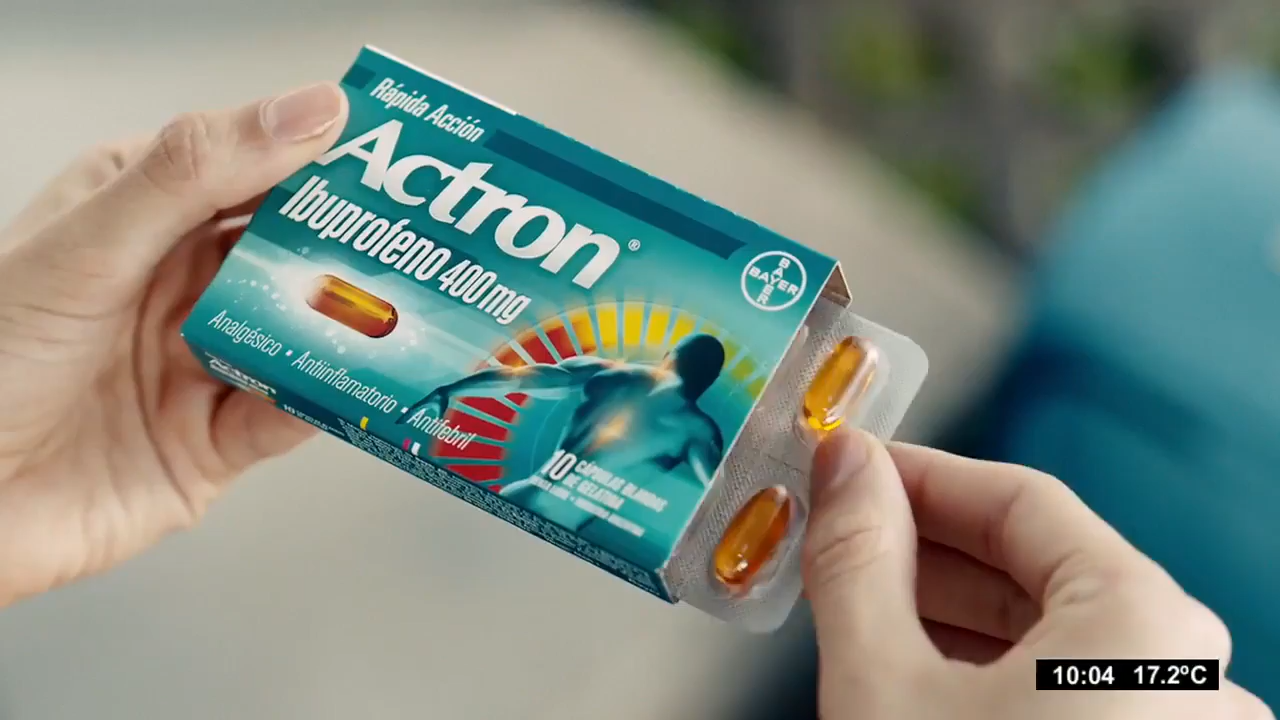 Rápida Acción
Actron®
Ibuprofeno 400 mg
BAYER
BAYER
Analgésico • Antiinflamatorio • Antifebril
10 CÁPSULAS BLANDAS
DE GELATINA
Actron
10:04 17.2ºC